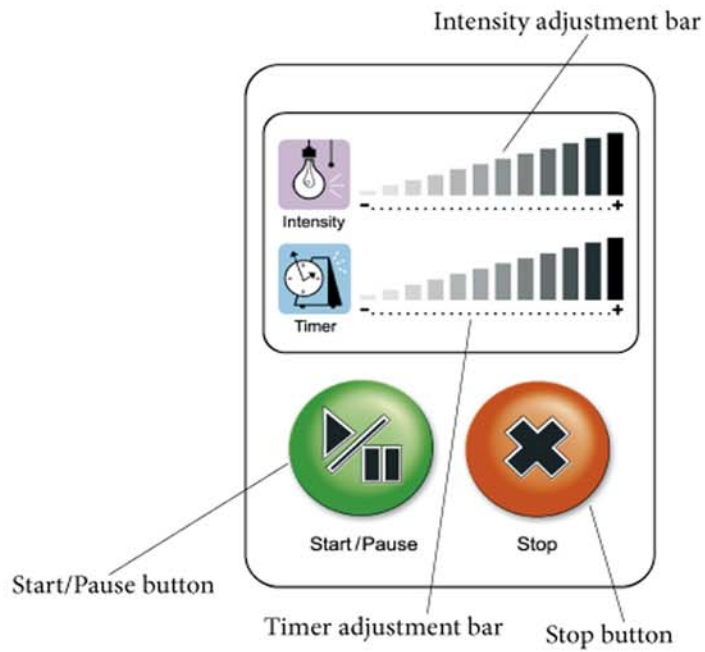 Intensity adjustment bar
Intensity
-
+
Timer
-
+
Start/Pause
Stop
Start/Pause button
Timer adjustment bar
Stop button